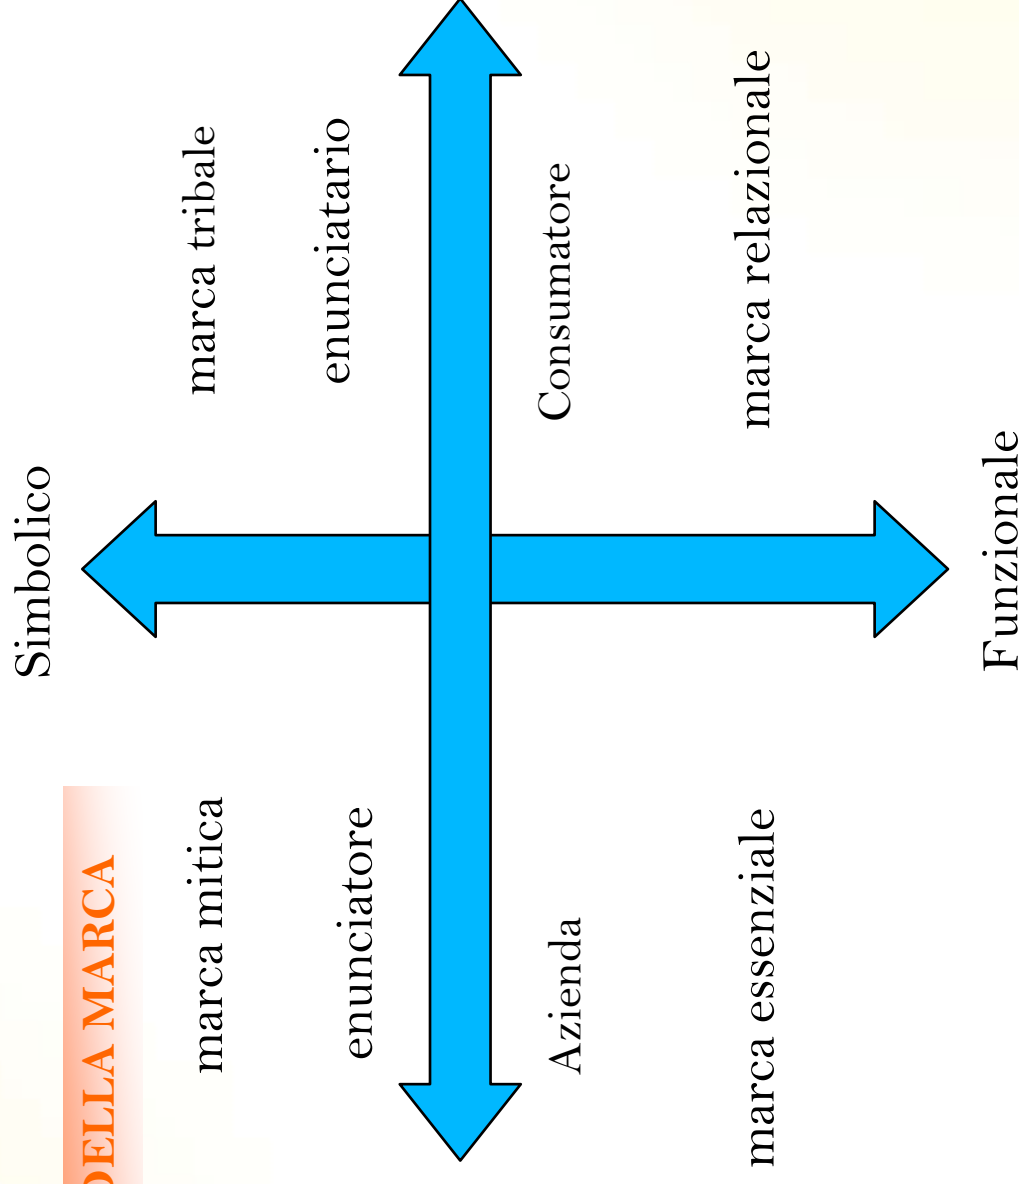 DELLA MARCA
Simbolico
marca mitica
marca tribale
enunciatore
enunciatario
Azienda
Consumatore
marca essenziale
marca relazionale
Funzionale